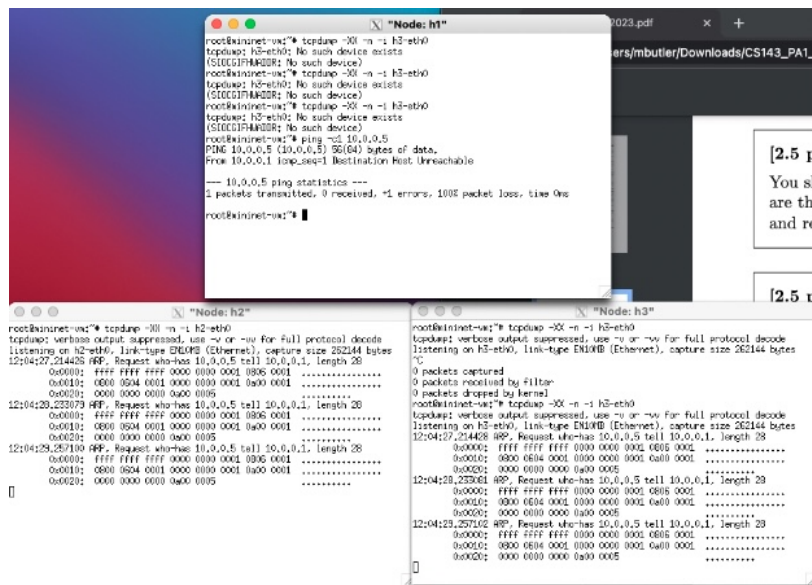 "Node: h1"
root@mininet-vm:~# tcpdump -XX -n -i h3-eth0
tcpdump: h3-eth0: No such device exists
(SIOCGIFHWADDR: No such device)
root@mininet-vm:~# tcpdump -XX -n -i h3-eth0
tcpdump: h3-eth0: No such device exists
(SIOCGIFHWADDR: No such device)
root@mininet-vm:~# tcpdump -XX -n -i h3-eth0
tcpdump: h3-eth0: No such device exists
(SIOCGIFHWADDR: No such device)
root@mininet-vm:~# ping -c1 10.0.0.5
PING 10.0.0.5 (10.0.0.5) 56(84) bytes of data.
From 10.0.0.1 icmp_seq=1 Destination Host Unreachable
--- 10.0.0.5 ping statistics ---
1 packets transmitted, 0 received, +1 errors, 100% packet loss, time 0ms
root@mininet-vm:~#
2023.pdf
ers/mbutler/Downloads/CS143_PA1_
[2.5 p
You s
are th
and re
[2.5 p
"Node: h2"
root@mininet-vm:~# tcpdump -XX -n -i h2-eth0
tcpdump: verbose output suppressed, use -v or -vv for full protocol decode
listening on h2-eth0, link-type EN10MB (Ethernet), capture size 262144 bytes
12:04:27.214426 ARP, Request who-has 10.0.0.5 tell 10.0.0.1, length 28
0x0000: ffff ffff ffff 0000 0000 0001 0806 0001 ................
0x0010: 0800 0604 0001 0000 0000 0001 0a00 0001 ................
0x0020: 0000 0000 0000 0a00 0005 ..........
12:04:28.233079 ARP, Request who-has 10.0.0.5 tell 10.0.0.1, length 28
0x0000: ffff ffff ffff 0000 0000 0001 0806 0001 ................
0x0010: 0800 0604 0001 0000 0000 0001 0a00 0001 ................
0x0020: 0000 0000 0000 0a00 0005 ..........
12:04:29.257100 ARP, Request who-has 10.0.0.5 tell 10.0.0.1, length 28
0x0000: ffff ffff ffff 0000 0000 0001 0806 0001 ................
0x0010: 0800 0604 0001 0000 0000 0001 0a00 0001 ................
0x0020: 0000 0000 0000 0a00 0005 ..........
"Node: h3"
root@mininet-vm:~# tcpdump -XX -n -i h3-eth0
tcpdump: verbose output suppressed, use -v or -vv for full protocol decode
listening on h3-eth0, link-type EN10MB (Ethernet), capture size 262144 bytes
^C
0 packets captured
0 packets received by filter
0 packets dropped by kernel
root@mininet-vm:~# tcpdump -XX -n -i h3-eth0
tcpdump: verbose output suppressed, use -v or -vv for full protocol decode
listening on h3-eth0, link-type EN10MB (Ethernet), capture size 262144 bytes
12:04:27.214428 ARP, Request who-has 10.0.0.5 tell 10.0.0.1, length 28
0x0000: ffff ffff ffff 0000 0000 0001 0806 0001 ................
0x0010: 0800 0604 0001 0000 0000 0001 0a00 0001 ................
0x0020: 0000 0000 0000 0a00 0005 ..........
12:04:28.233081 ARP, Request who-has 10.0.0.5 tell 10.0.0.1, length 28
0x0000: ffff ffff ffff 0000 0000 0001 0806 0001 ................
0x0010: 0800 0604 0001 0000 0000 0001 0a00 0001 ................
0x0020: 0000 0000 0000 0a00 0005 ..........
12:04:29.257102 ARP, Request who-has 10.0.0.5 tell 10.0.0.1, length 28
0x0000: ffff ffff ffff 0000 0000 0001 0806 0001 ................
0x0010: 0800 0604 0001 0000 0000 0001 0a00 0001 ................
0x0020: 0000 0000 0000 0a00 0005 ..........